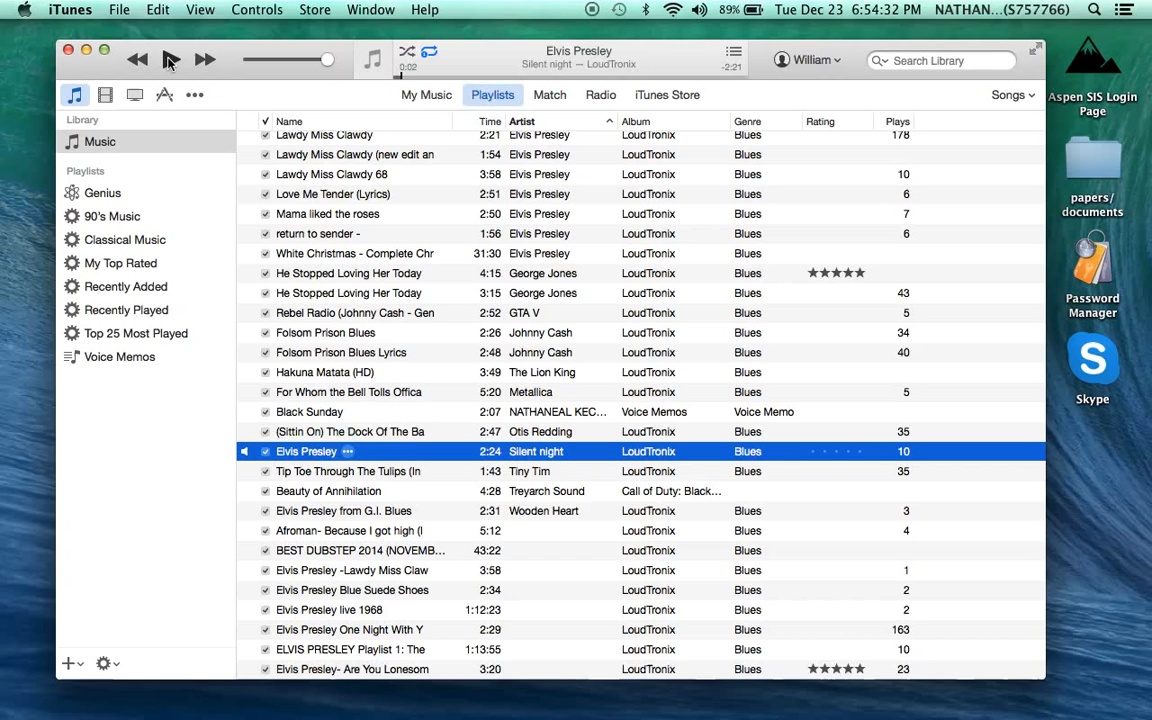 iTunes File Edit View Controls Store Window Help 89% Tue Dec 23 6:54:32 PM NATHAN...(S757766)
Elvis Presley
Silent night — LoudTronix
0:02 -2:21
William
Search Library
My Music Playlists Match Radio iTunes Store Songs
Library
Music
Playlists
Genius
90's Music
Classical Music
My Top Rated
Recently Added
Recently Played
Top 25 Most Played
Voice Memos
✓ Name Time Artist Album Genre Rating Plays
Lawdy Miss Clawdy 2:21 Elvis Presley LoudTronix Blues 178
Lawdy Miss Clawdy (new edit an 1:54 Elvis Presley LoudTronix Blues
Lawdy Miss Clawdy 68 3:58 Elvis Presley LoudTronix Blues 10
Love Me Tender (Lyrics) 2:51 Elvis Presley LoudTronix Blues 6
Mama liked the roses 2:50 Elvis Presley LoudTronix Blues 7
return to sender - 1:56 Elvis Presley LoudTronix Blues 6
White Christmas - Complete Chr 31:30 Elvis Presley LoudTronix Blues
He Stopped Loving Her Today 4:15 George Jones LoudTronix Blues ★★★★★
He Stopped Loving Her Today 3:15 George Jones LoudTronix Blues 43
Rebel Radio (Johnny Cash - Gen 2:52 GTA V LoudTronix Blues 5
Folsom Prison Blues 2:26 Johnny Cash LoudTronix Blues 34
Folsom Prison Blues Lyrics 2:48 Johnny Cash LoudTronix Blues 40
Hakuna Matata (HD) 3:49 The Lion King LoudTronix Blues
For Whom the Bell Tolls Offica 5:20 Metallica LoudTronix Blues 5
Black Sunday 2:07 NATHANEAL KEC... Voice Memos Voice Memo
(Sittin On) The Dock Of The Ba 2:47 Otis Redding LoudTronix Blues 35
Elvis Presley 2:24 Silent night LoudTronix Blues 10
Tip Toe Through The Tulips (In 1:43 Tiny Tim LoudTronix Blues 35
Beauty of Annihilation 4:28 Treyarch Sound Call of Duty: Black...
Elvis Presley from G.I. Blues 2:31 Wooden Heart LoudTronix Blues 3
Afroman- Because I got high (l 5:12 LoudTronix Blues 4
BEST DUBSTEP 2014 (NOVEMB... 43:22 LoudTronix Blues
Elvis Presley -Lawdy Miss Claw 3:58 LoudTronix Blues 1
Elvis Presley Blue Suede Shoes 2:34 LoudTronix Blues 2
Elvis Presley live 1968 1:12:23 LoudTronix Blues 2
Elvis Presley One Night With Y 2:29 LoudTronix Blues 163
ELVIS PRESLEY Playlist 1: The 1:13:55 LoudTronix Blues 10
Elvis Presley- Are You Lonesom 3:20 LoudTronix Blues ★★★★★ 23
Aspen SIS Login
Page
papers/
documents
Password
Manager
Skype